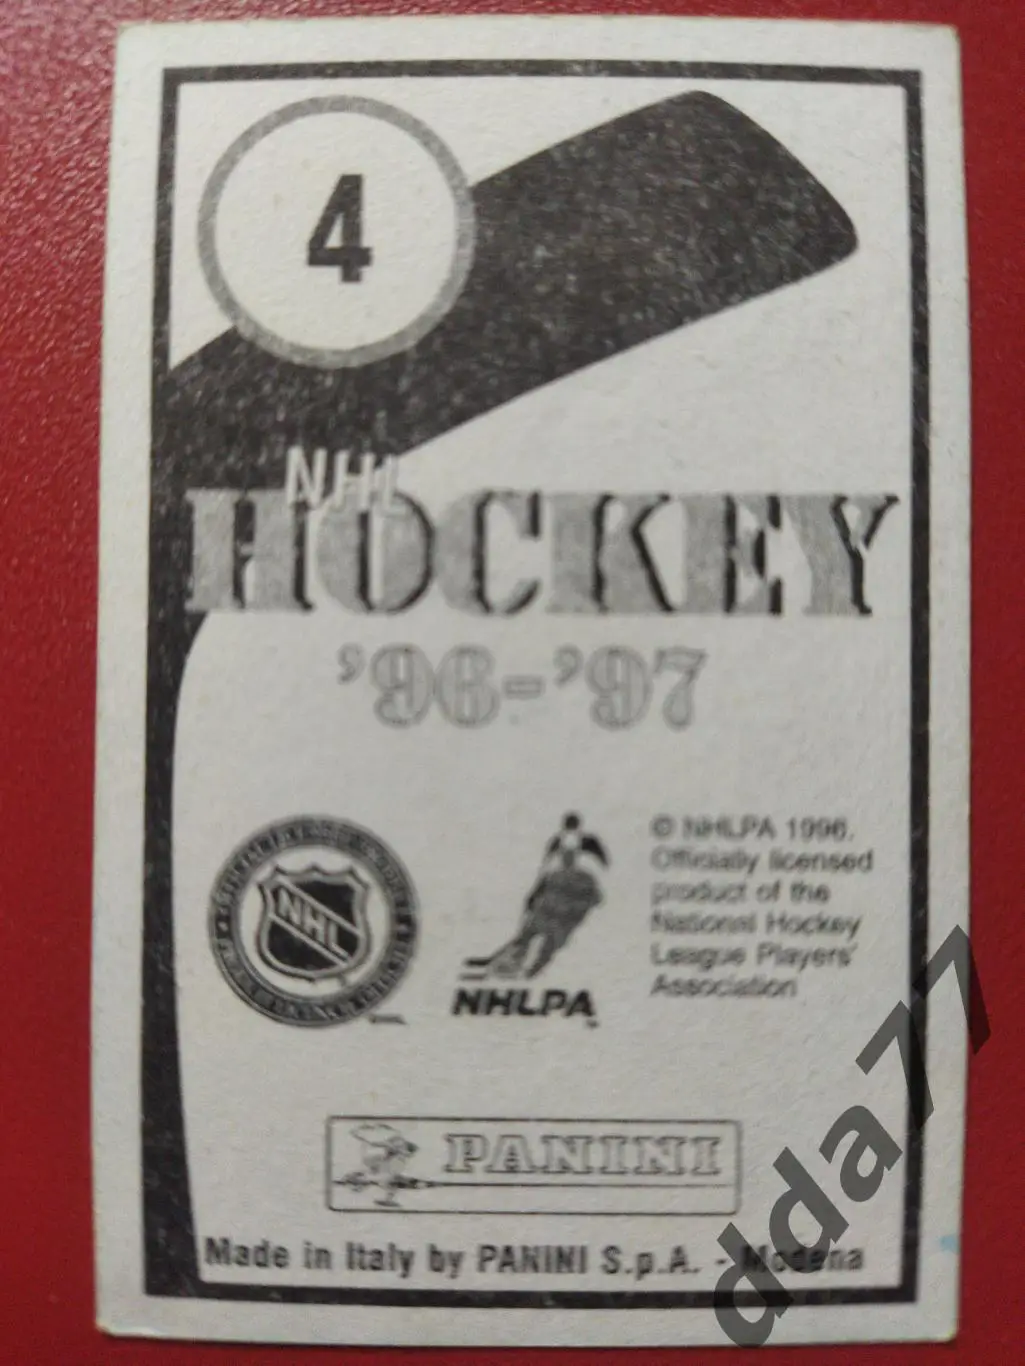 4
NHL
HOCKEY
'96-'97
NHL
NHLPA
© NHLPA 1996.
Officially licensed
product of the
National Hockey
League Players'
Association
PANINI
Made in Italy by PANINI S.p.A. - Modena
dda77